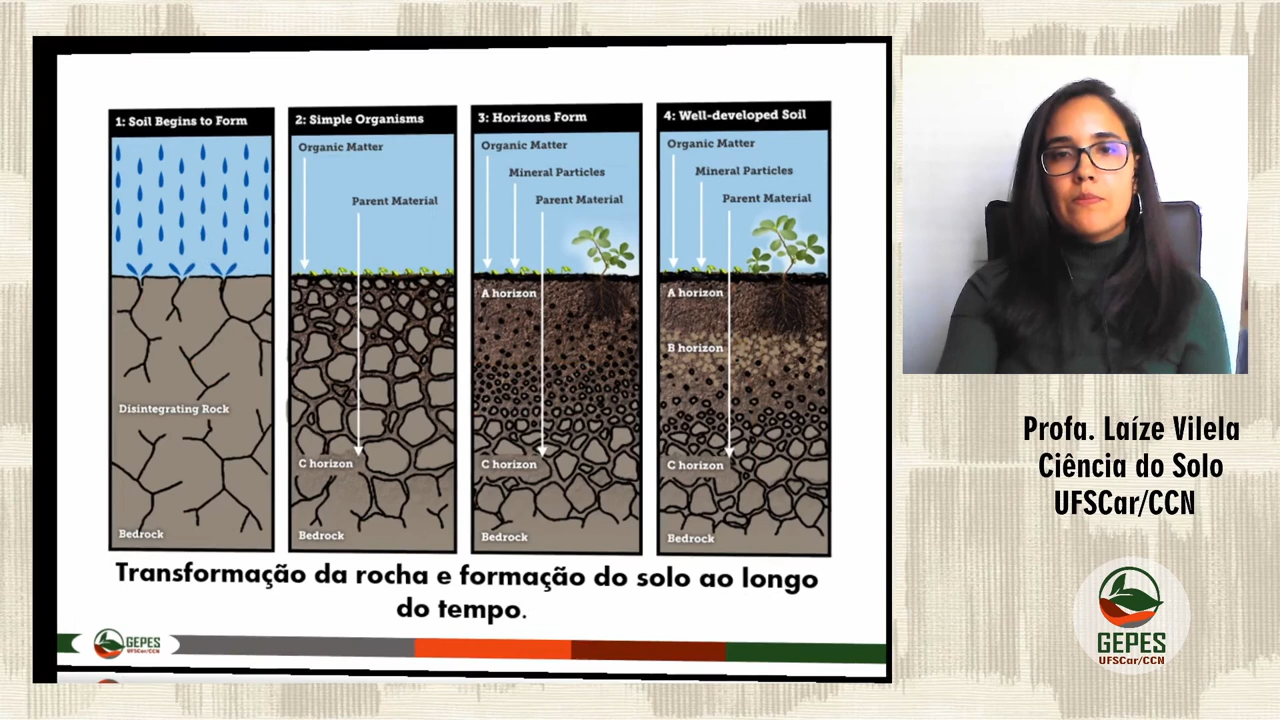 1: Soil Begins to Form
Disintegrating Rock
Bedrock
2: Simple Organisms
Organic Matter
Parent Material
C horizon
Bedrock
3: Horizons Form
Organic Matter
Mineral Particles
Parent Material
A horizon
C horizon
Bedrock
4: Well-developed Soil
Organic Matter
Mineral Particles
Parent Material
A horizon
B horizon
C horizon
Bedrock
Transformação da rocha e formação do solo ao longo
do tempo.
GEPES
UFSCar/CCN
Profa. Laíze Vilela
Ciência do Solo
UFSCar/CCN
GEPES
UFSCar/CCN